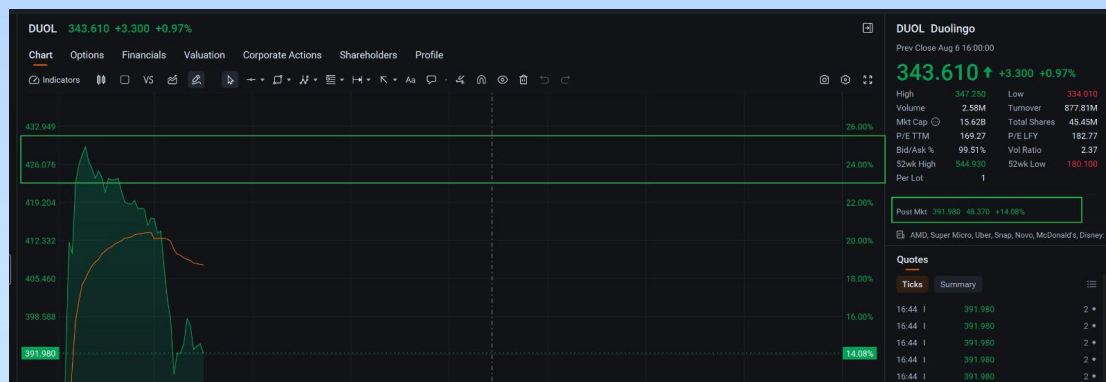 DUOL 343.610 +3.300 +0.97%
Chart Options Financials Valuation Corporate Actions Shareholders Profile
Indicators VS Aa
432.949 26.00%
426.076 24.00%
419.204 22.00%
412.332 20.00%
405.460 18.00%
398.588 16.00%
391.980 14.08%
DUOL Duolingo
Prev Close Aug 6 16:00:00
343.610 +3.300 +0.97%
High 347.250 Low 334.010
Volume 2.58M Turnover 877.81M
Mkt Cap 15.62B Total Shares 45.45M
P/E TTM 169.27 P/E LFY 182.77
Bid/Ask % 99.51% Vol Ratio 2.37
52wk High 544.930 52wk Low 180.100
Per Lot 1
Post Mkt 391.980 48.370 +14.08%
AMD, Super Micro, Uber, Snap, Novo, McDonald's, Disney:
Quotes
Ticks Summary
16:44 I 391.980 2
16:44 I 391.980 2
16:44 I 391.980 2
16:44 I 391.980 2
16:44 I 391.980 2